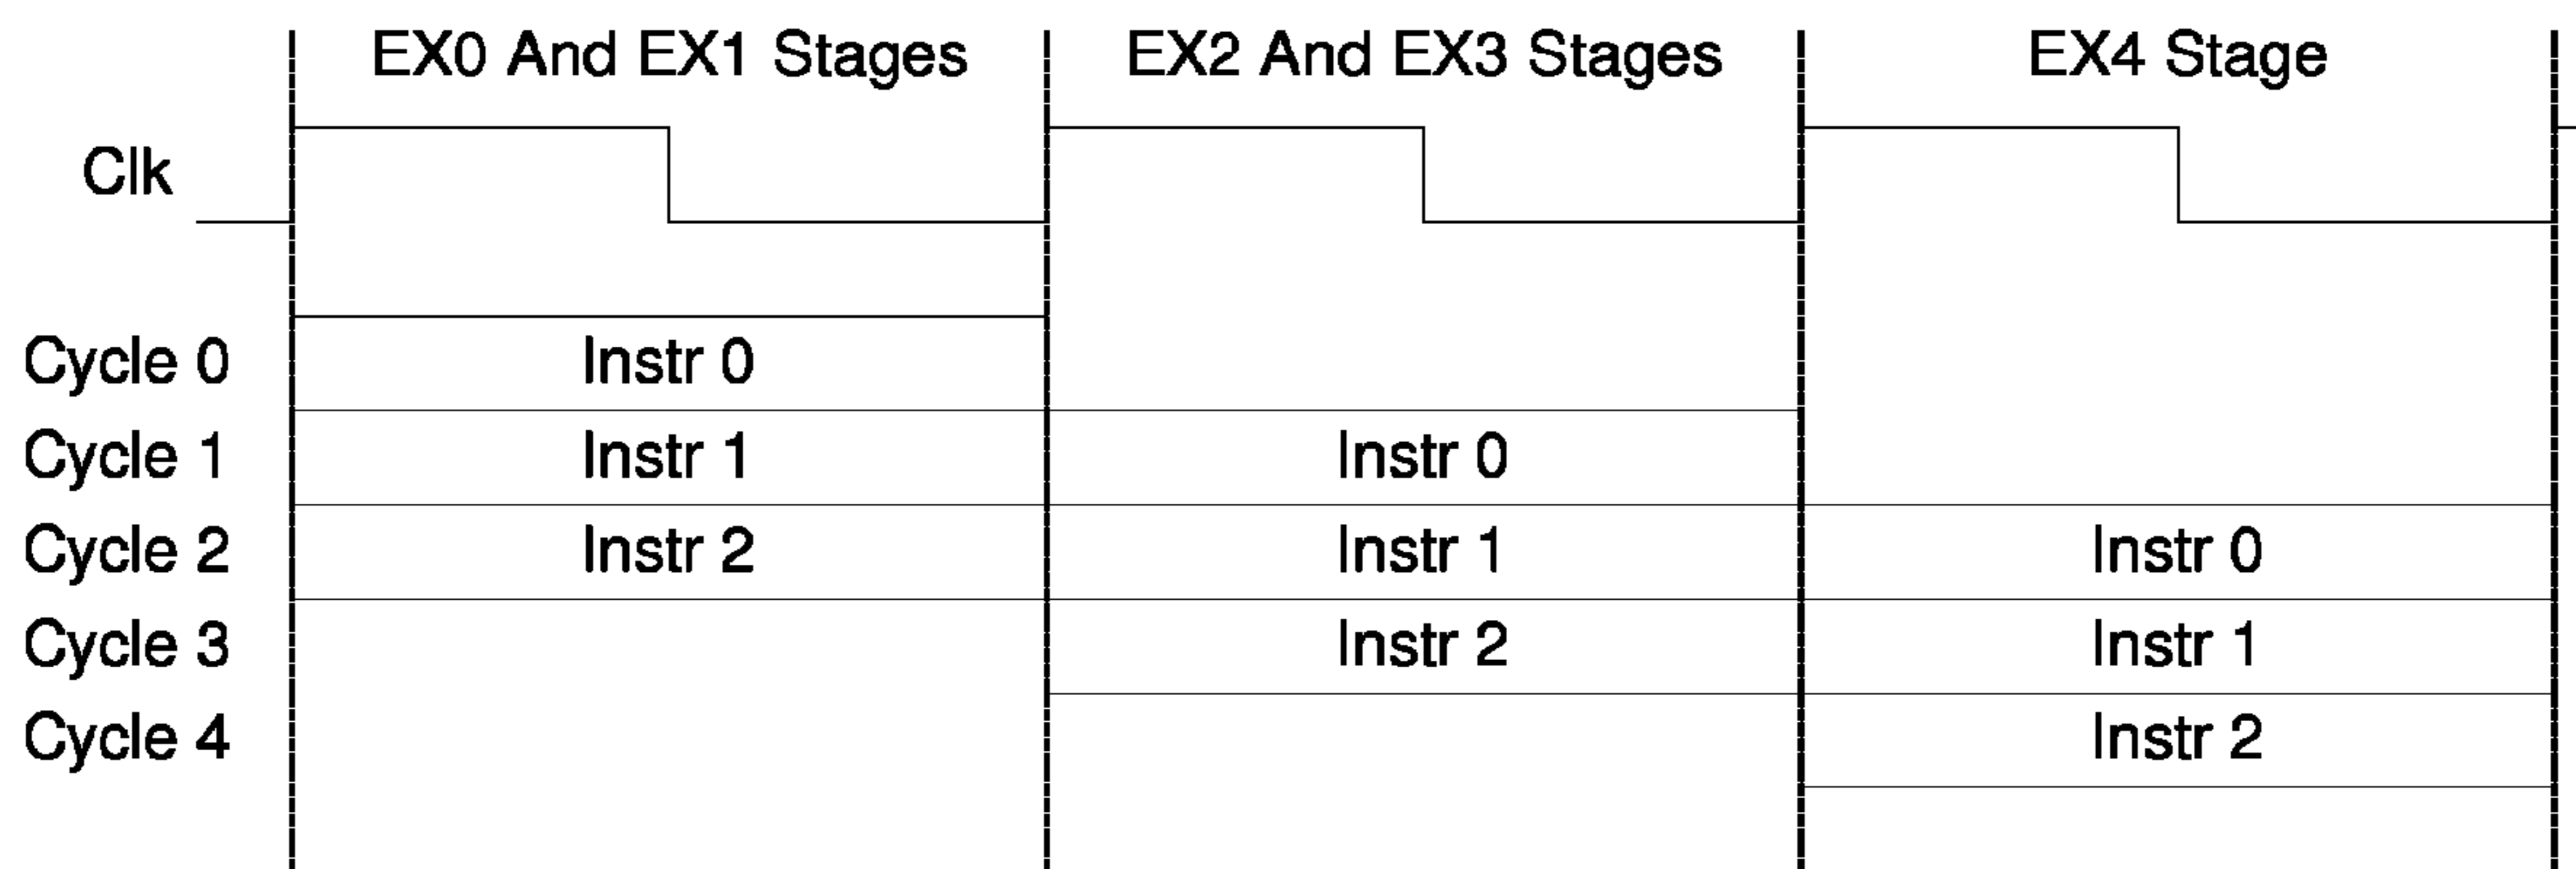 EX0 And EX1 Stages EX2 And EX3 Stages EX4 Stage
Clk
Cycle 0 Instr 0
Cycle 1 Instr 1 Instr 0
Cycle 2 Instr 2 Instr 1 Instr 0
Cycle 3 Instr 2 Instr 1
Cycle 4 Instr 2